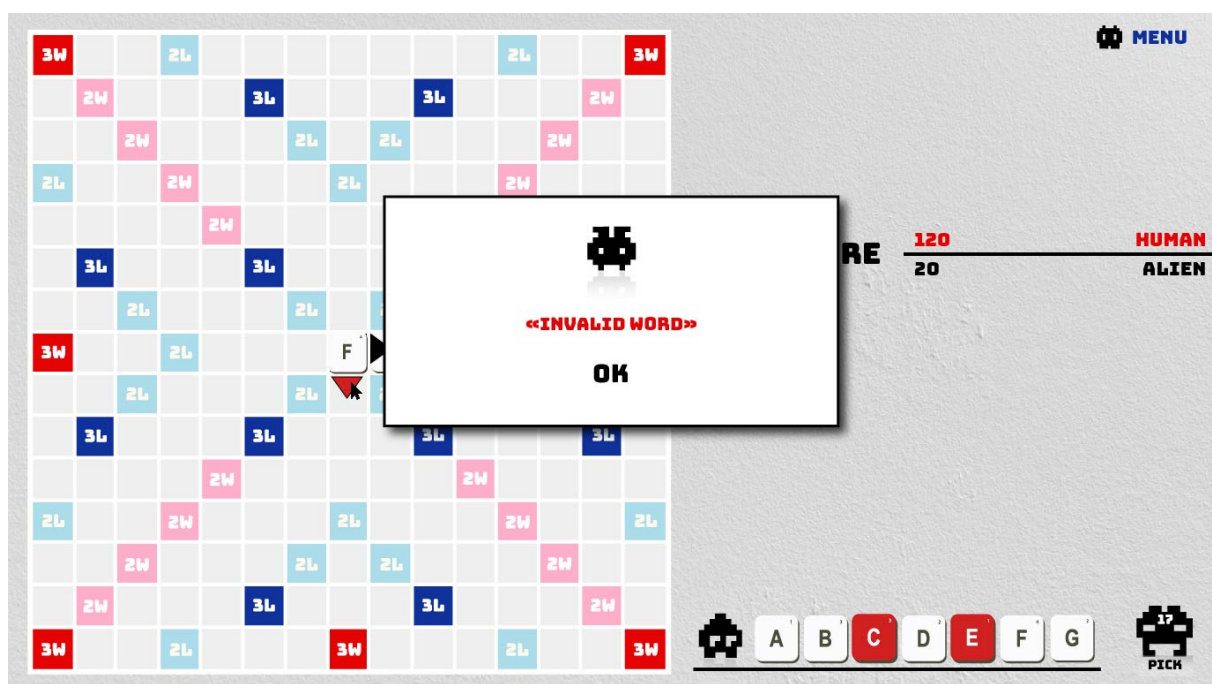 3W 2L 2L 3W
2W 3L 3L 2W
2W 2L 2L 2W
2L 2W 2L 2W
2W
3L 3L
2L 2L
3W 2L F
2L 2L
3L 3L 3L 3L
2W 2W
2L 2W 2L 2W 2L
2W 2L 2L 2W
2W 3L 3L 2W
3W 2L 3W 2L 3W
«INVALID WORD»
OK
MENU
RE
120 HUMAN
20 ALIEN
A B C D E F G
17
PICK